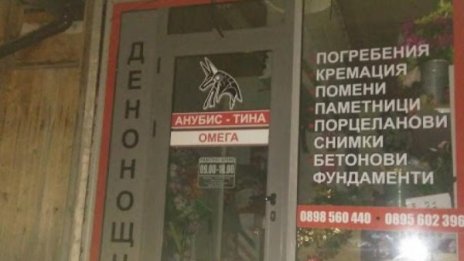 ДЕНОНОЩ
АНУБИС - ТИНА
ОМЕГА
09.00-18.00
ПОГРЕБЕНИЯ
КРЕМАЦИЯ
ПОМЕНИ
ПАМЕТНИЦИ
ПОРЦЕЛАНОВИ
СНИМКИ
БЕТОНОВИ
ФУНДАМЕНТИ
0898 560 440 · 0895 602 396